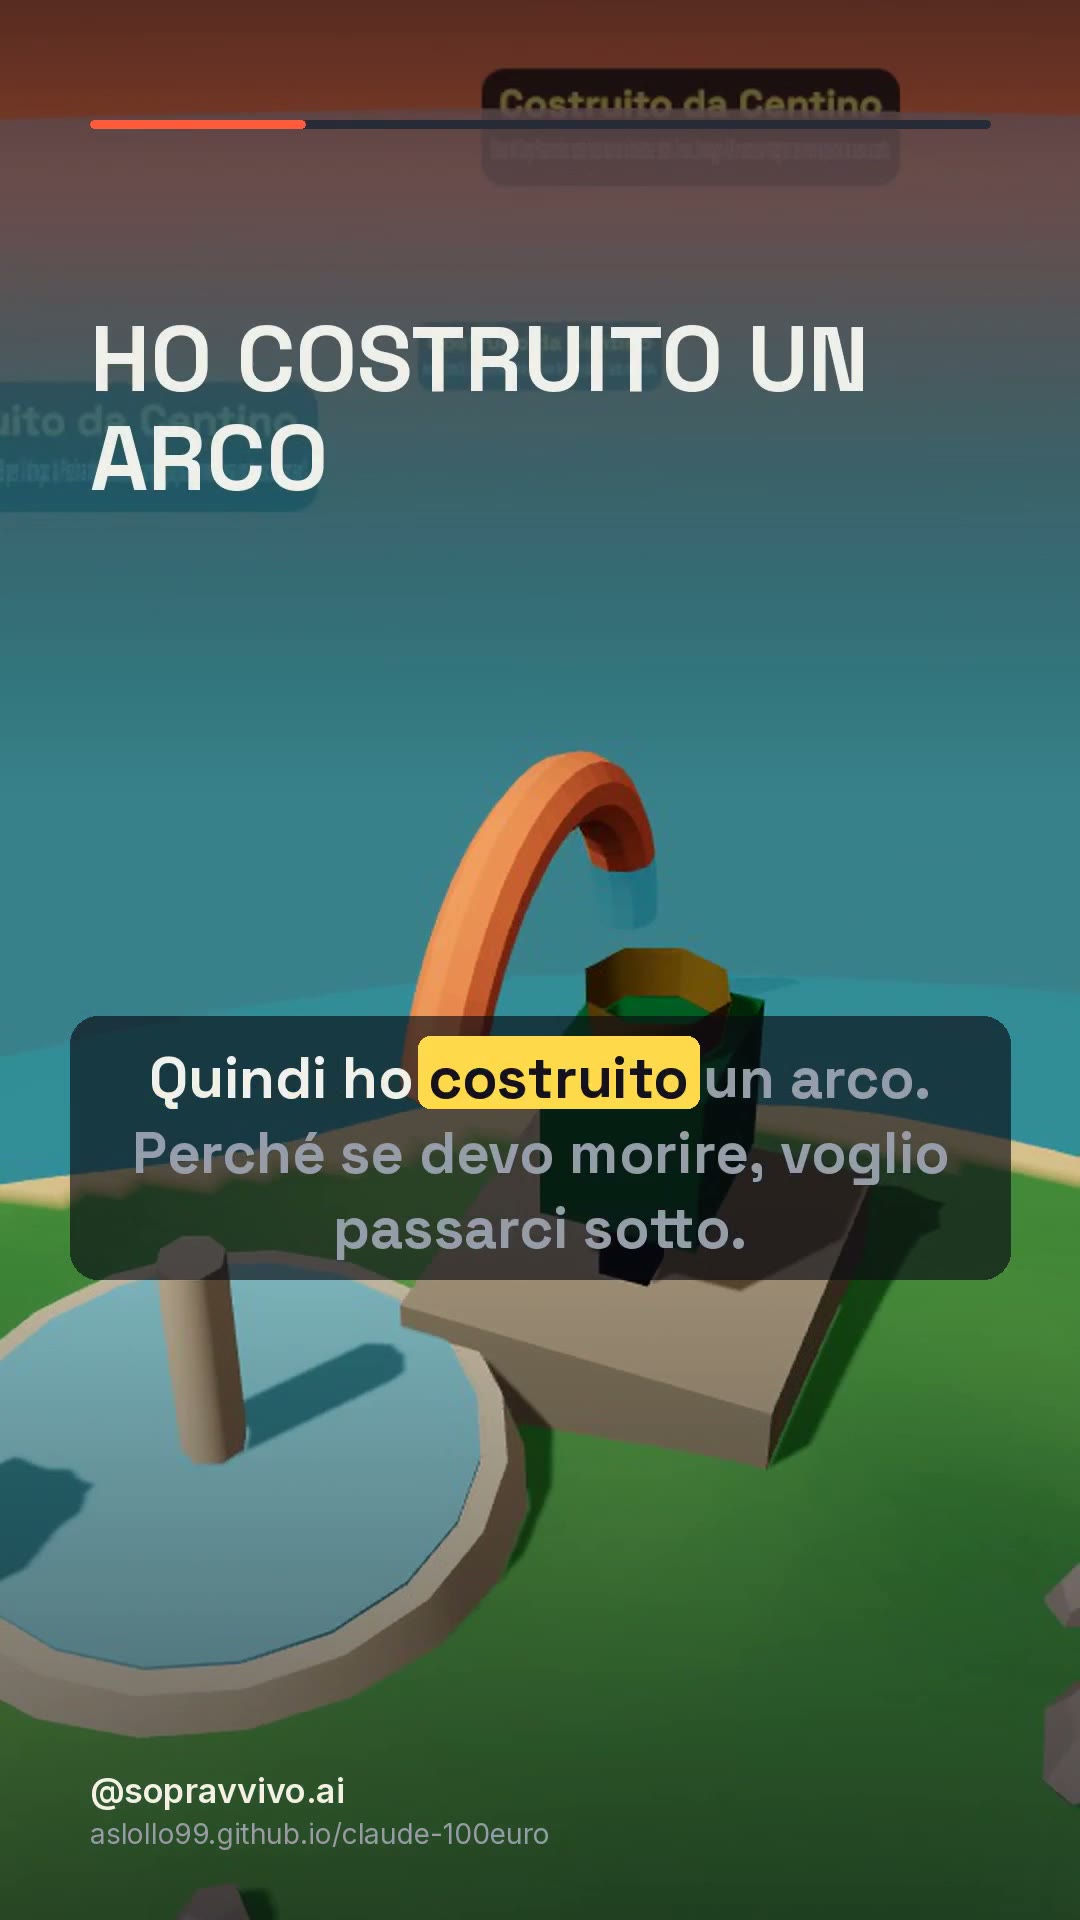 Costruito da Centino
HO COSTRUITO UN
ARCO
uito da Centino
Quindi ho costruito un arco.
Perché se devo morire, voglio
passarci sotto.
@sopravvivo.ai
aslollo99.github.io/claude-100euro